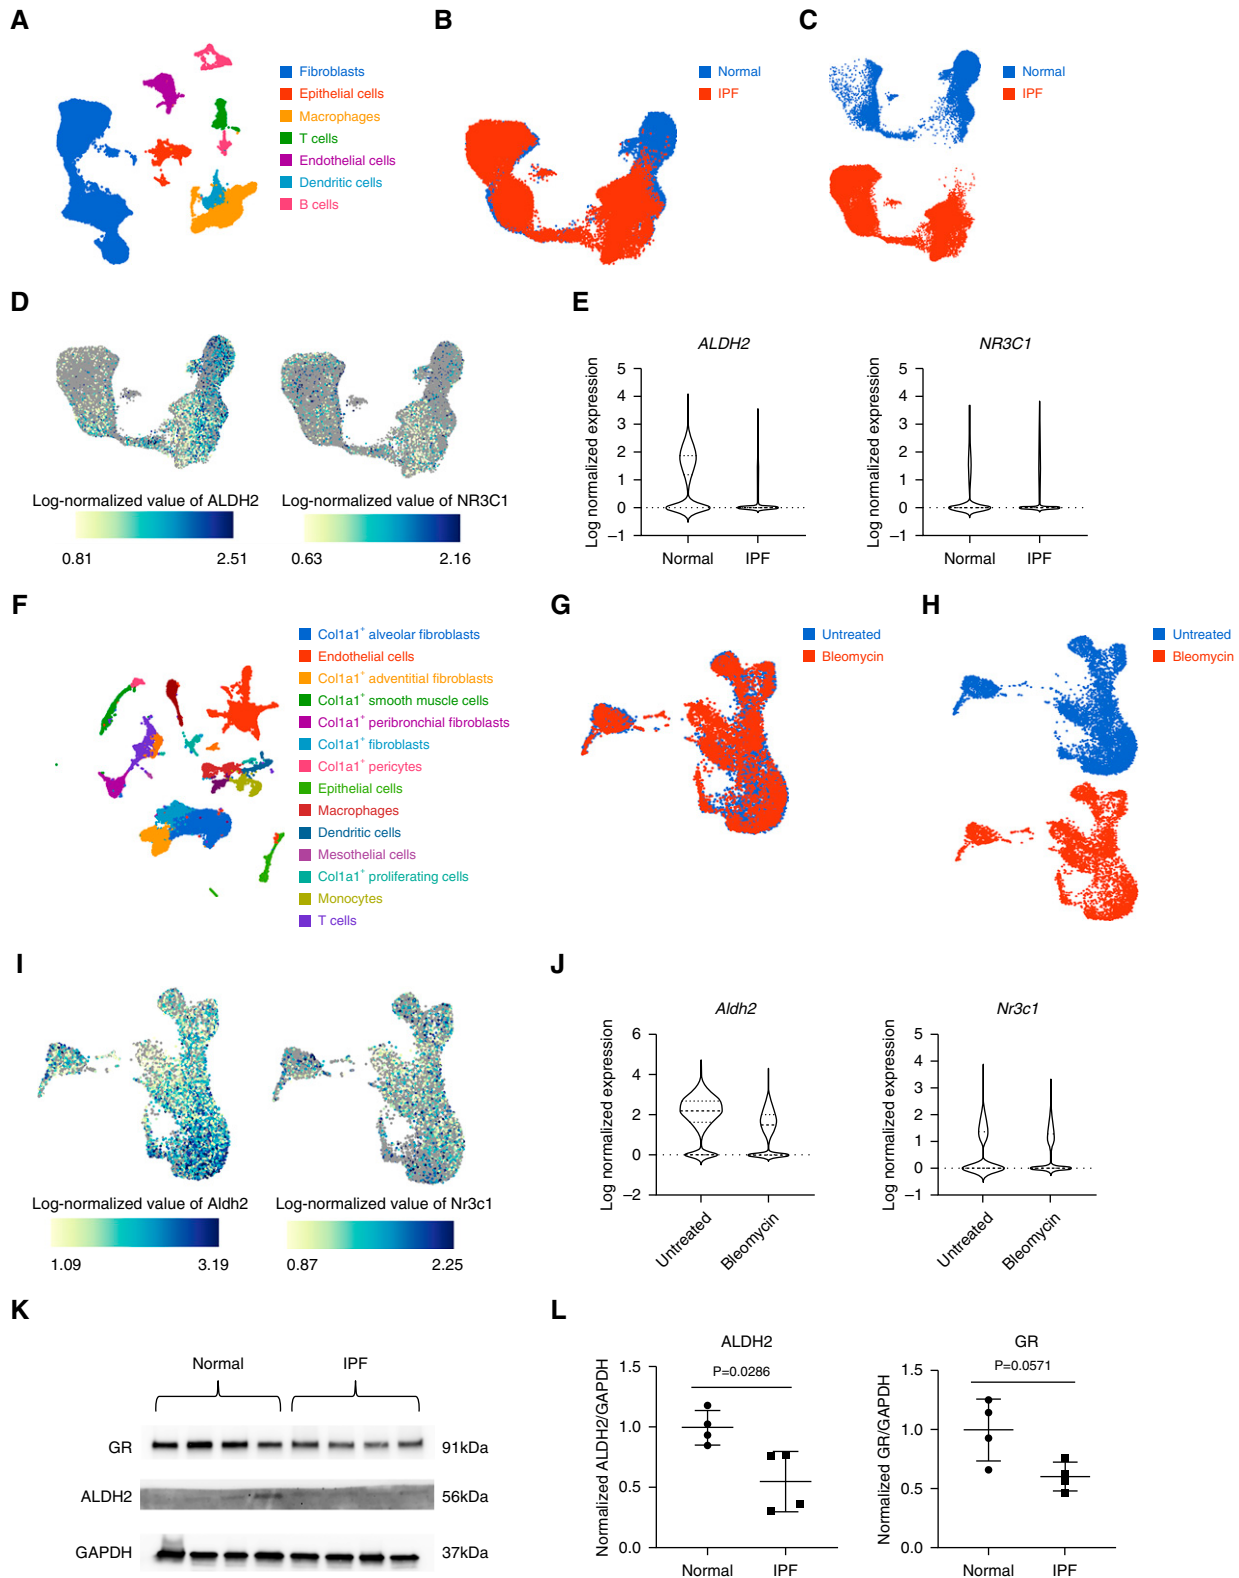 A
Fibroblasts
Epithelial cells
Macrophages
T cells
Endothelial cells
Dendritic cells
B cells
B
Normal
IPF
C
Normal
IPF
D
Log-normalized value of ALDH2
0.81 2.51
Log-normalized value of NR3C1
0.63 2.16
E
ALDH2
Log normalized expression
5
4
3
2
1
0
–1
Normal IPF
NR3C1
Log normalized expression
5
4
3
2
1
0
–1
Normal IPF
F
Col1a1+ alveolar fibroblasts
Endothelial cells
Col1a1+ adventitial fibroblasts
Col1a1+ smooth muscle cells
Col1a1+ peribronchial fibroblasts
Col1a1+ fibroblasts
Col1a1+ pericytes
Epithelial cells
Macrophages
Dendritic cells
Mesothelial cells
Col1a1+ proliferating cells
Monocytes
T cells
G
Untreated
Bleomycin
H
Untreated
Bleomycin
I
Log-normalized value of Aldh2
1.09 3.19
Log-normalized value of Nr3c1
0.87 2.25
J
Aldh2
Log normalized expression
6
4
2
0
–2
Untreated Bleomycin
Nr3c1
Log normalized expression
5
4
3
2
1
0
–1
Untreated Bleomycin
K
Normal IPF
GR 91kDa
ALDH2 56kDa
GAPDH 37kDa
L
ALDH2
Normalized ALDH2/GAPDH
P=0.0286
1.5
1.0
0.5
0.0
Normal IPF
GR
Normalized GR/GAPDH
P=0.0571
1.5
1.0
0.5
0.0
Normal IPF